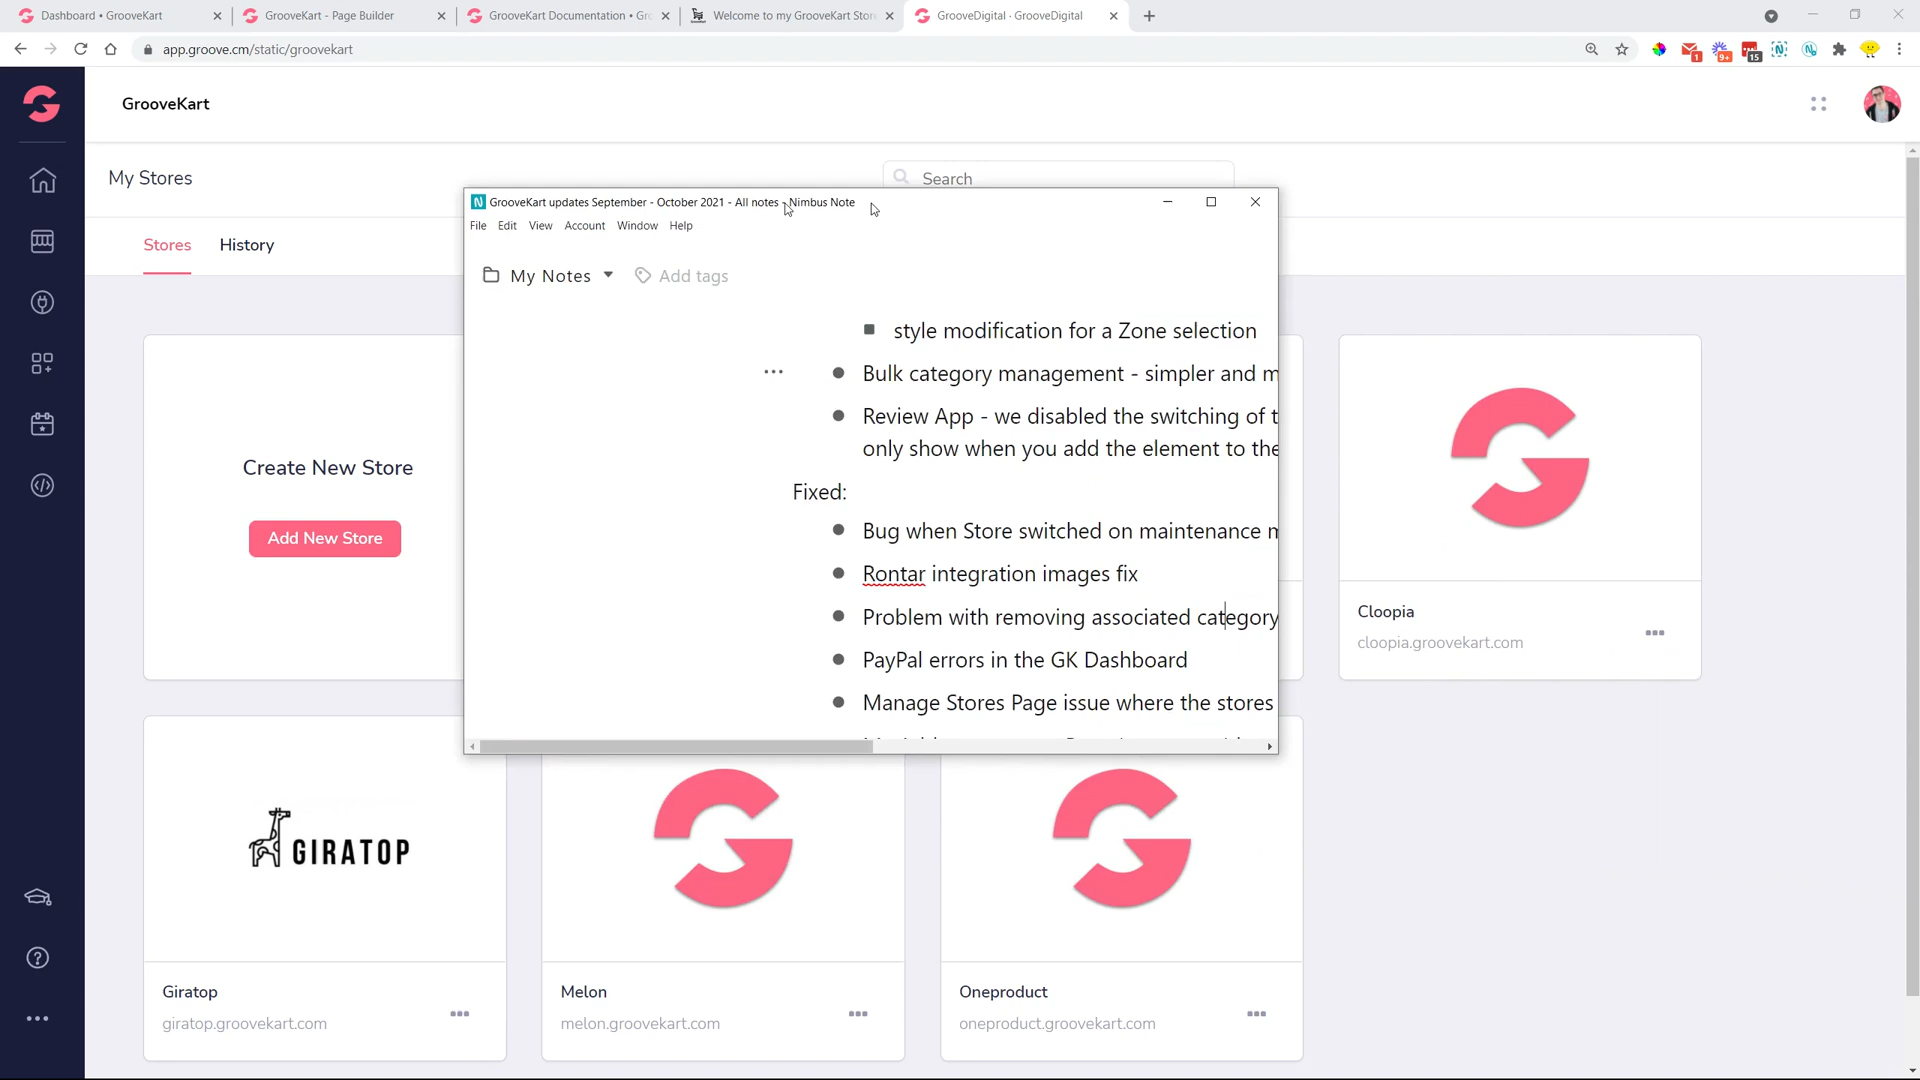 Dashboard • GrooveKart
GrooveKart - Page Builder
GrooveKart Documentation • Gro
Welcome to my GrooveKart Store
GrooveDigital - GrooveDigital
app.groove.cm/static/groovekart
1
9+
15
GrooveKart
My Stores
Search
Stores
History
GrooveKart updates September - October 2021 - All notes - Nimbus Note
File Edit View Account Window Help
My Notes
Add tags
style modification for a Zone selection
Bulk category management - simpler and m
Review App - we disabled the switching of t
only show when you add the element to the
Fixed:
Bug when Store switched on maintenance m
Rontar integration images fix
Problem with removing associated category
PayPal errors in the GK Dashboard
Manage Stores Page issue where the stores
Create New Store
Add New Store
Cloopia
cloopia.groovekart.com
GIRATOP
Giratop
giratop.groovekart.com
Melon
melon.groovekart.com
Oneproduct
oneproduct.groovekart.com